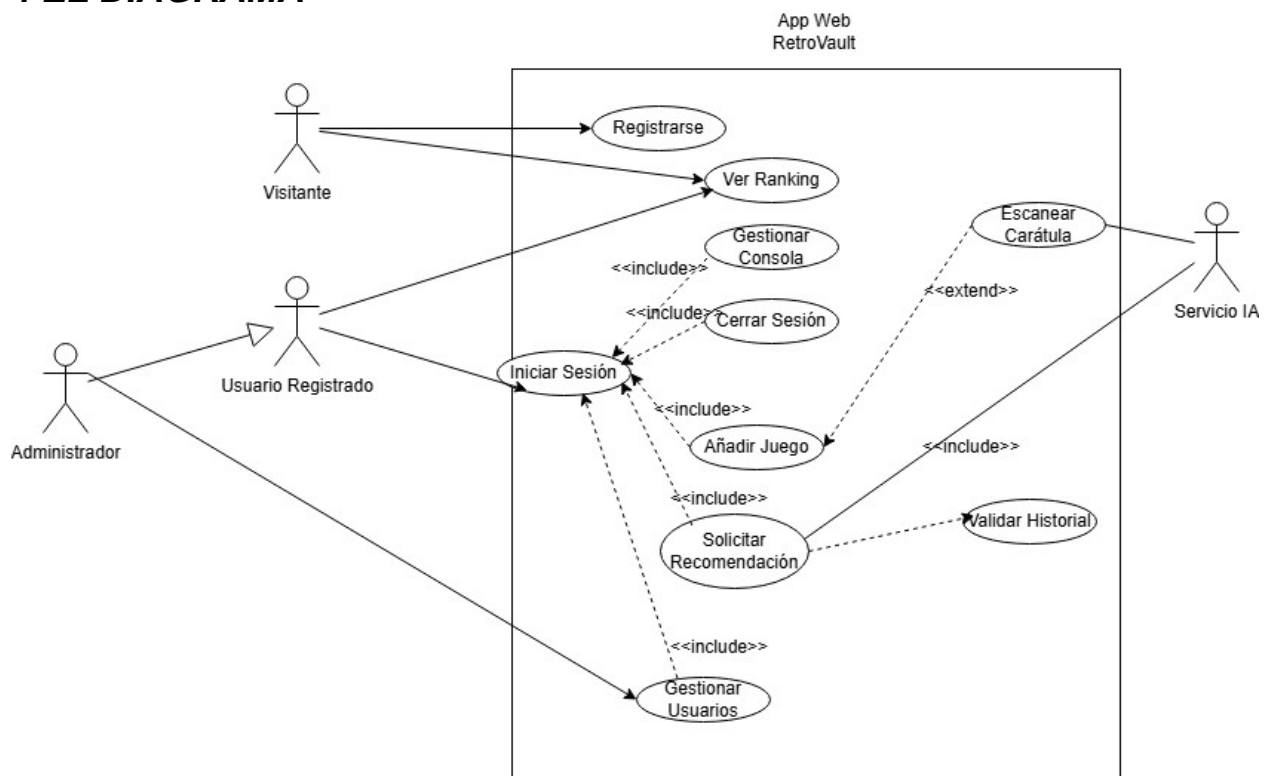 App Web
RetroVault
Registrarse
Visitante
Ver Ranking
Escanear
Carátula
Gestionar
Consola
<<include>>
<<extend>>
Servicio IA
<<include>>
Cerrar Sesión
Iniciar Sesión
Usuario Registrado
<<include>>
Administrador
Añadir Juego
<<include>>
<<include>>
Validar Historial
Solicitar
Recomendación
<<include>>
Gestionar
Usuarios